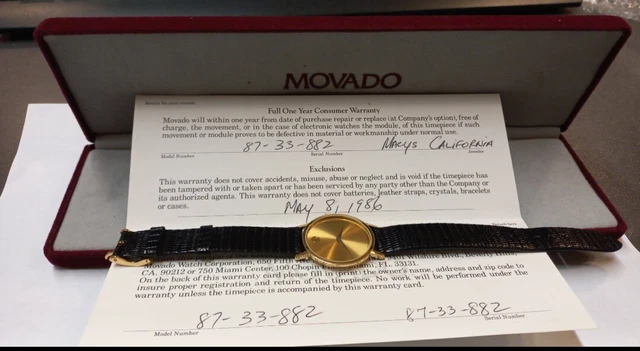 MOVADO
Full One Year Consumer Warranty
Movado will within one year from date of purchase repair or replace (at Company's option), free of
charge, the movement, or in the case of electronic watches the module, of this timepiece if such
movement or module proves to be defective in material or workmanship under normal use.
87-33-882 MACYS CALIFORNIA
Model Number Serial Number Jeweler
Exclusions
This warranty does not cover accidents, misuse, abuse or neglect and is void if the timepiece has
been tampered with or taken apart or has been serviced by any party other than the Company or
its authorized agents. This warranty does not cover batteries, leather straps, crystals, bracelets
or cases.
MAY 8, 1986
Movado Watch Corporation, 650 Fifth Wilshire Blvd.,
CA. 90212 or 750 Miami Center, 100 Chopin FL. 33131.
On the back of this warranty card please fill in (print) the owner's name, address and zip code to
insure proper registration and return of the timepiece. No work will be performed under the
warranty unless the timepiece is accompanied by this warranty card.
87-33-882 87-33-882
Model Number Serial Number